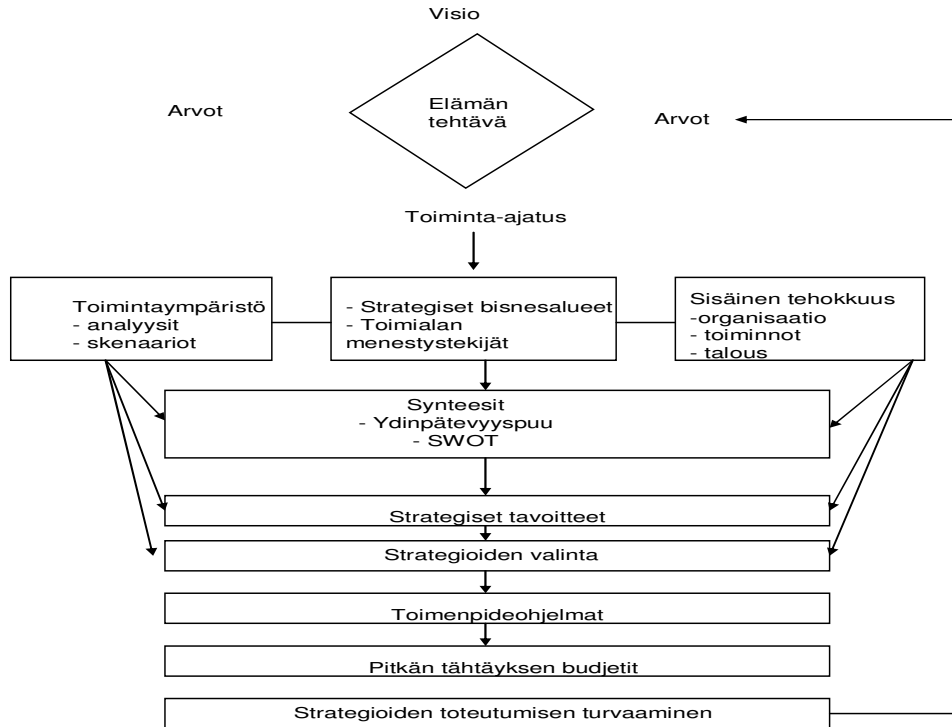 Visio
Arvot
Elämän
tehtävä
Arvot
Toiminta-ajatus
Toimintaympäristö
- analyysit
- skenaariot
- Strategiset bisnesalueet
- Toimialan
menestystekijät
Sisäinen tehokkuus
-organisaatio
- toiminnot
- talous
Synteesit
- Ydinpätevyyspuu
- SWOT
Strategiset tavoitteet
Strategioiden valinta
Toimenpideohjelmat
Pitkän tähtäyksen budjetit
Strategioiden toteutumisen turvaaminen